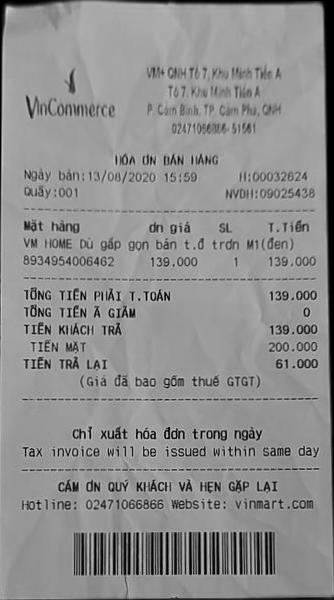 VinCommerce
VM+ QNH Tổ 7, Khu Minh Tiến A
Tổ 7, Khu Minh Tiến A
P. Cẩm Bình, TP. Cẩm Phả, QNH
02471066866-51561
HÓA ƠN BÁN HÀNG
Ngày bán:13/08/2020 15:59 H:00032624
Quầy:001 NVBH:09025438
Mặt hàng đn giá SL T.Tiền
VM HOME Dù gấp gọn bán t.đ trơn M1(đen)
8934954006462 139.000 1 139.000
TỔNG TIỀN PHẢI T.TOÁN 139.000
TỔNG TIỀN Ã GIẢM 0
TIỀN KHÁCH TRẢ 139.000
TIỀN MẶT 200.000
TIỀN TRẢ LẠI 61.000
(Giá đã bao gồm thuế GTGT)
Chỉ xuất hóa đơn trong ngày
Tax invoice will be issued within same day
CÁM ƠN QUÝ KHÁCH VÀ HẸN GẶP LẠI
Hotline: 02471066866 Website: vinmart.com